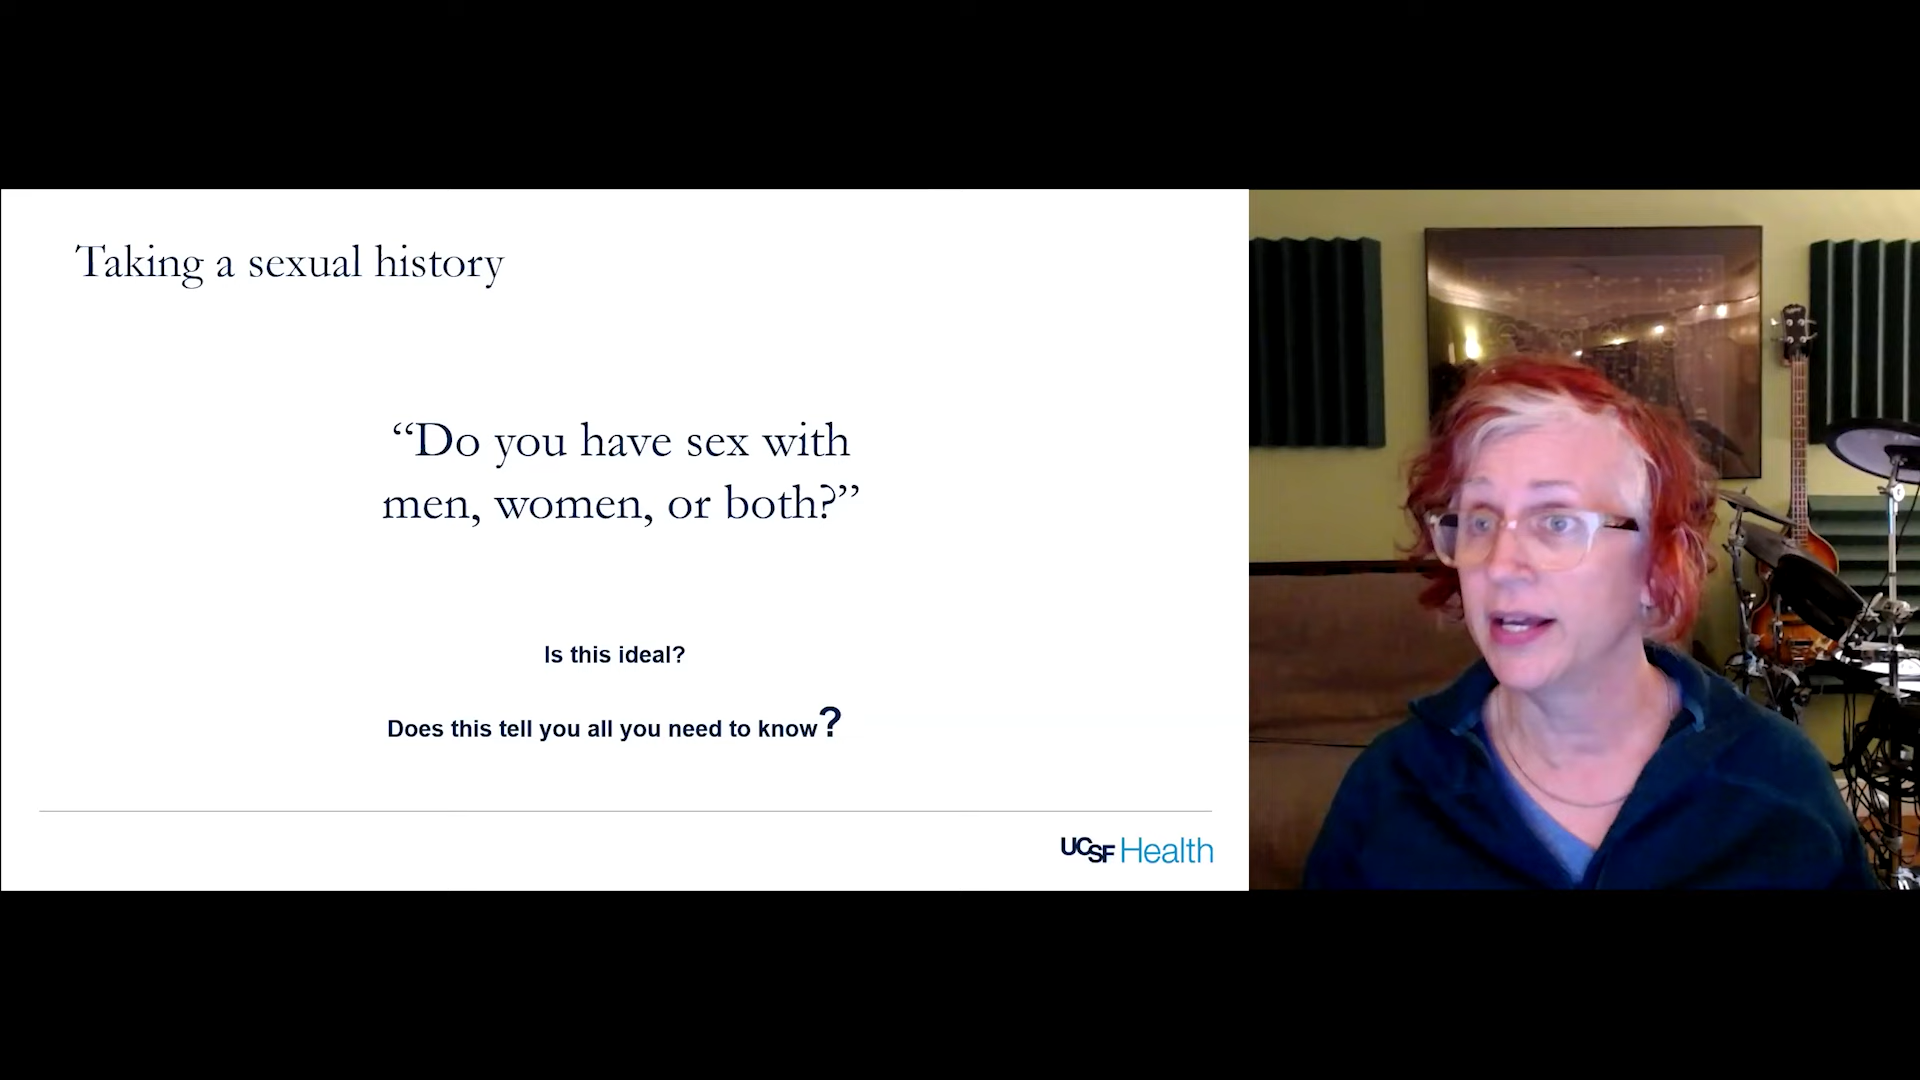 Taking a sexual history
“Do you have sex with
men, women, or both?”
Is this ideal?
Does this tell you all you need to know?
UCSF Health